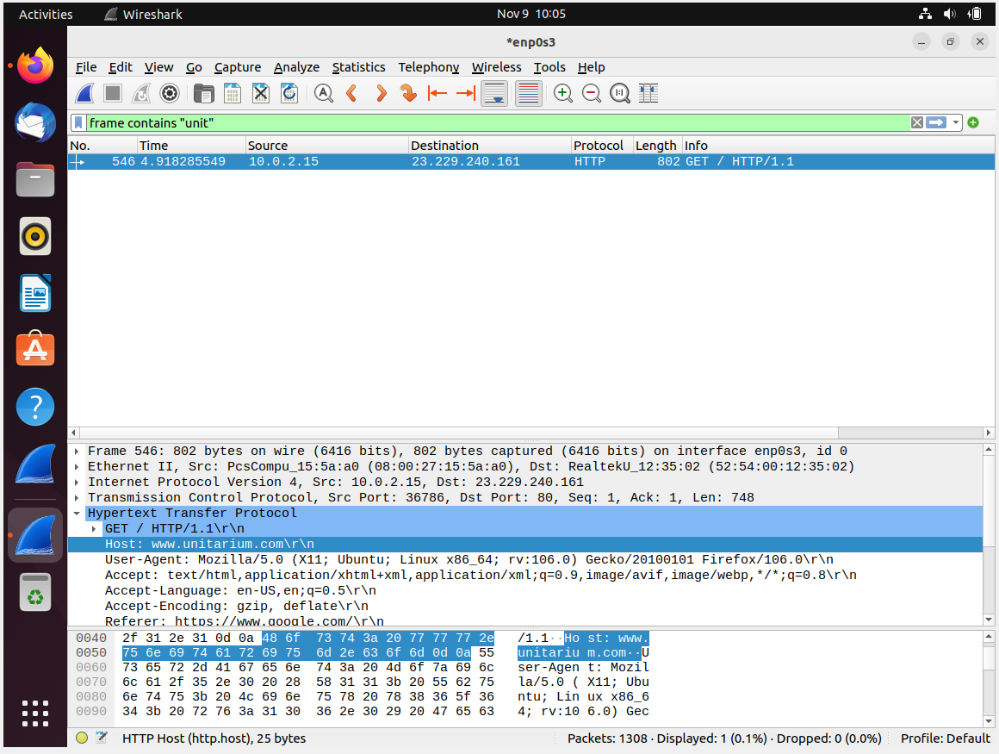 Activities Wireshark Nov 9 10:05
*enp0s3
File Edit View Go Capture Analyze Statistics Telephony Wireless Tools Help
frame contains "unit"
No. Time Source Destination Protocol Length Info
546 4.918285549 10.0.2.15 23.229.240.161 HTTP 802 GET / HTTP/1.1
Frame 546: 802 bytes on wire (6416 bits), 802 bytes captured (6416 bits) on interface enp0s3, id 0
Ethernet II, Src: PcsCompu_15:5a:a0 (08:00:27:15:5a:a0), Dst: RealtekU_12:35:02 (52:54:00:12:35:02)
Internet Protocol Version 4, Src: 10.0.2.15, Dst: 23.229.240.161
Transmission Control Protocol, Src Port: 36786, Dst Port: 80, Seq: 1, Ack: 1, Len: 748
Hypertext Transfer Protocol
GET / HTTP/1.1\r\n
Host: www.unitarium.com\r\n
User-Agent: Mozilla/5.0 (X11; Ubuntu; Linux x86_64; rv:106.0) Gecko/20100101 Firefox/106.0\r\n
Accept: text/html,application/xhtml+xml,application/xml;q=0.9,image/avif,image/webp,*/*;q=0.8\r\n
Accept-Language: en-US,en;q=0.5\r\n
Accept-Encoding: gzip, deflate\r\n
Referer: https://www.google.com/\r\n
0040 2f 31 2e 31 0d 0a 48 6f 73 74 3a 20 77 77 77 2e /1.1··Ho st: www.
0050 75 6e 69 74 61 72 69 75 6d 2e 63 6f 6d 0d 0a 55 unitariu m.com··U
0060 73 65 72 2d 41 67 65 6e 74 3a 20 4d 6f 7a 69 6c ser-Agen t: Mozil
0070 6c 61 2f 35 2e 30 20 28 58 31 31 3b 20 55 62 75 la/5.0 ( X11; Ubu
0080 6e 74 75 3b 20 4c 69 6e 75 78 20 78 38 36 5f 36 ntu; Lin ux x86_6
0090 34 3b 20 72 76 3a 31 30 36 2e 30 29 20 47 65 63 4; rv:10 6.0) Gec
HTTP Host (http.host), 25 bytes Packets: 1308 · Displayed: 1 (0.1%) · Dropped: 0 (0.0%) Profile: Default